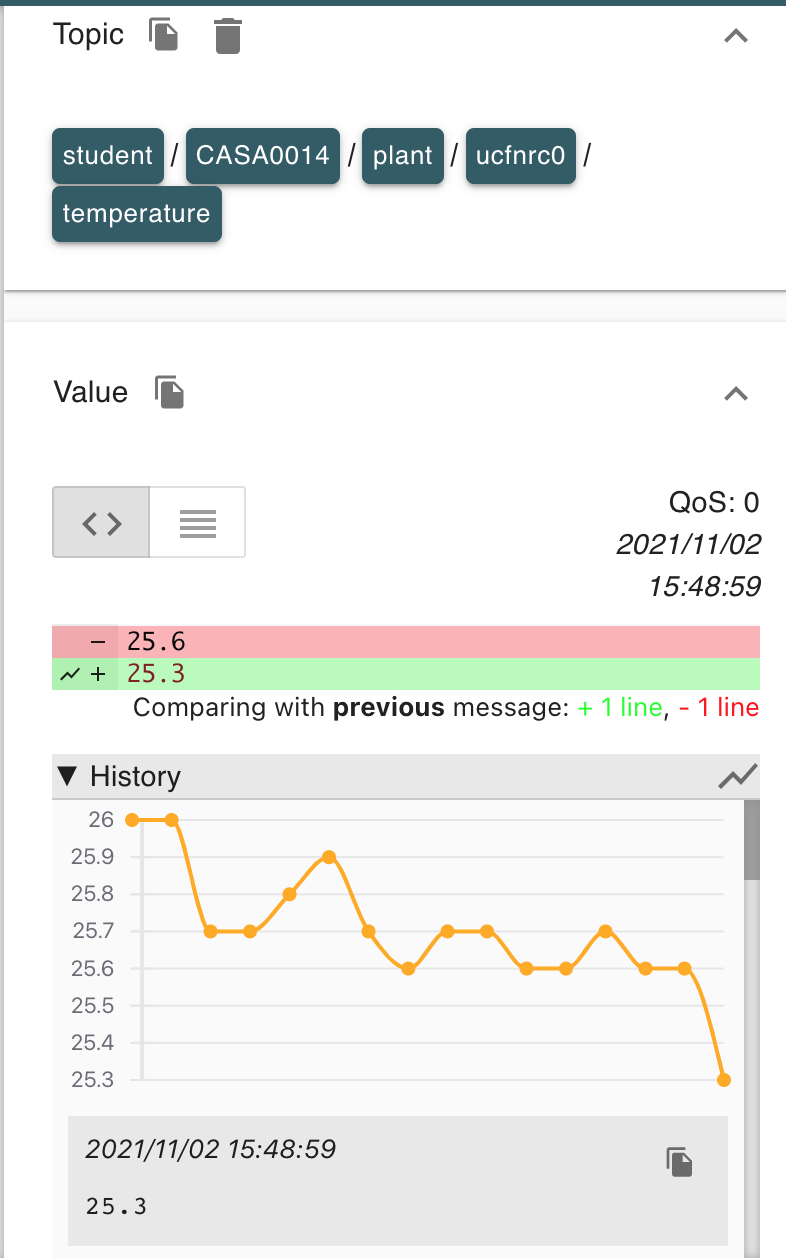 Topic
student / CASA0014 / plant / ucfnrc0 /
temperature
Value
QoS: 0
2021/11/02
15:48:59
− 25.6
+ 25.3
Comparing with previous message: + 1 line, - 1 line
▼ History
26
25.9
25.8
25.7
25.6
25.5
25.4
25.3
2021/11/02 15:48:59
25.3